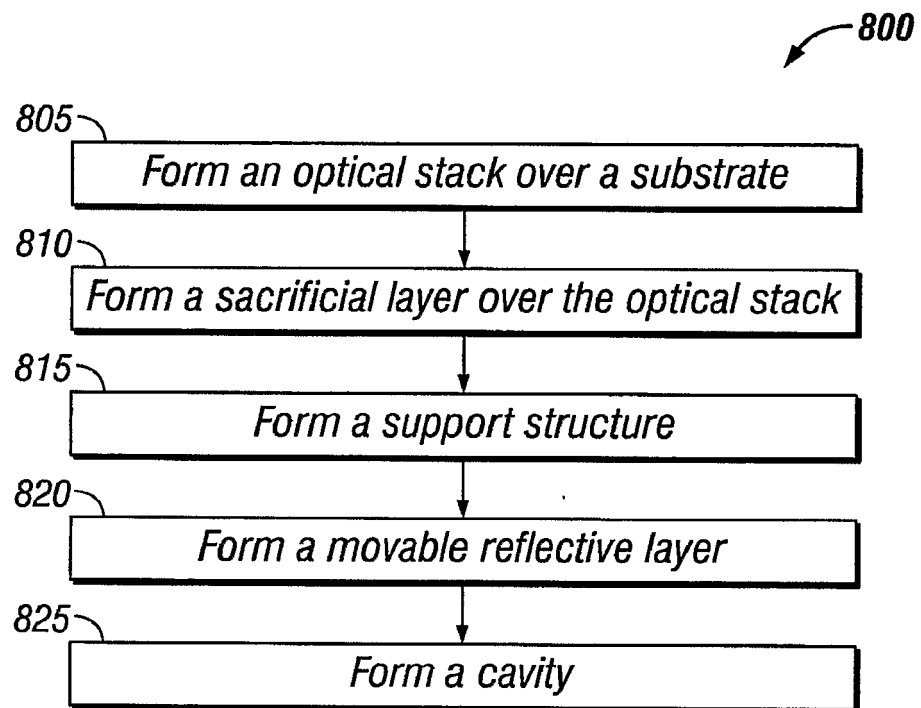 800
805
Form an optical stack over a substrate
810
Form a sacrificial layer over the optical stack
815
Form a support structure
820
Form a movable reflective layer
825
Form a cavity